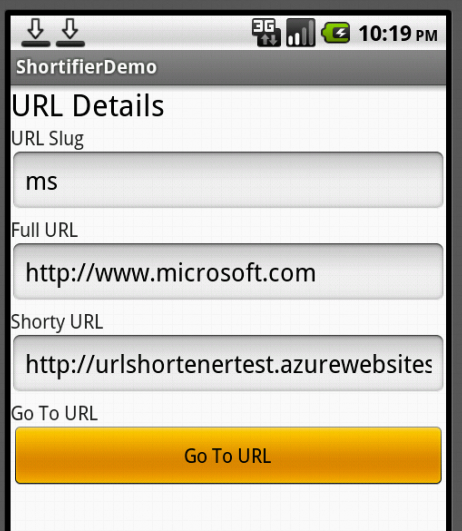 3G 10:19 PM
ShortifierDemo
URL Details
URL Slug
ms
Full URL
http://www.microsoft.com
Shorty URL
http://urlshortenertest.azurewebsites
Go To URL
Go To URL